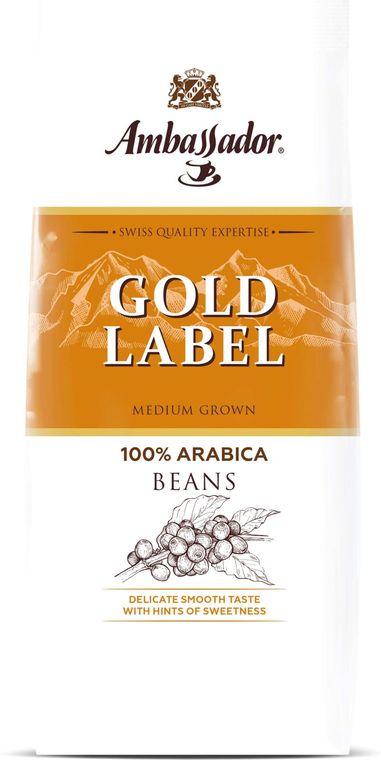 Ambassador®
SWISS QUALITY EXPERTISE
GOLD
LABEL
MEDIUM GROWN
100% ARABICA
BEANS
DELICATE SMOOTH TASTE
WITH HINTS OF SWEETNESS